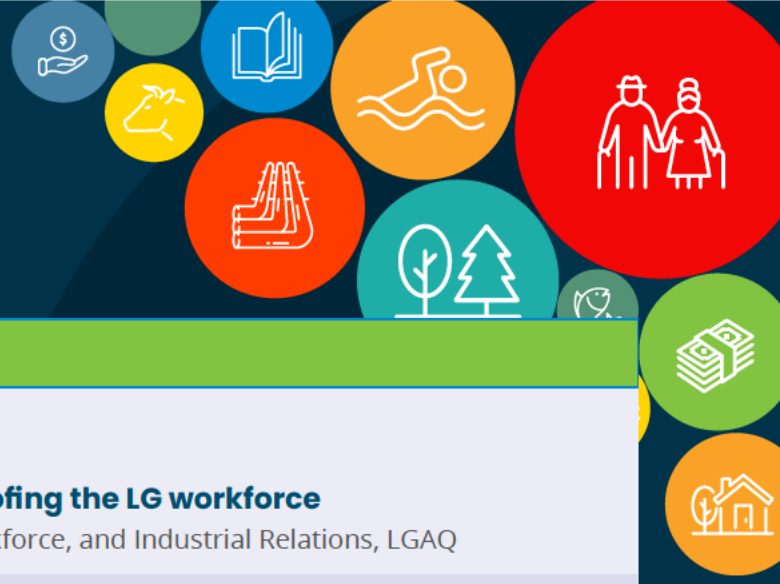 ofing the LG workforce
kforce, and Industrial Relations, LGAQ